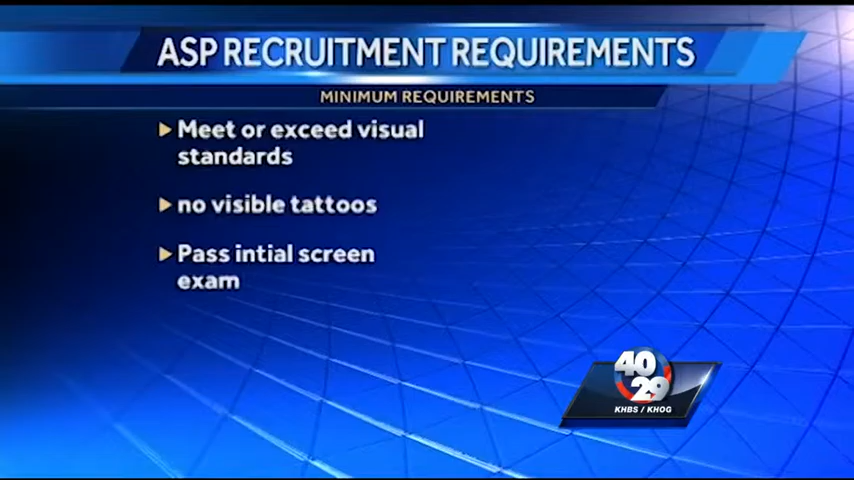 ASP RECRUITMENT REQUIREMENTS
MINIMUM REQUIREMENTS
Meet or exceed visual
standards
no visible tattoos
Pass intial screen
exam
40
29
KHBS / KHOG